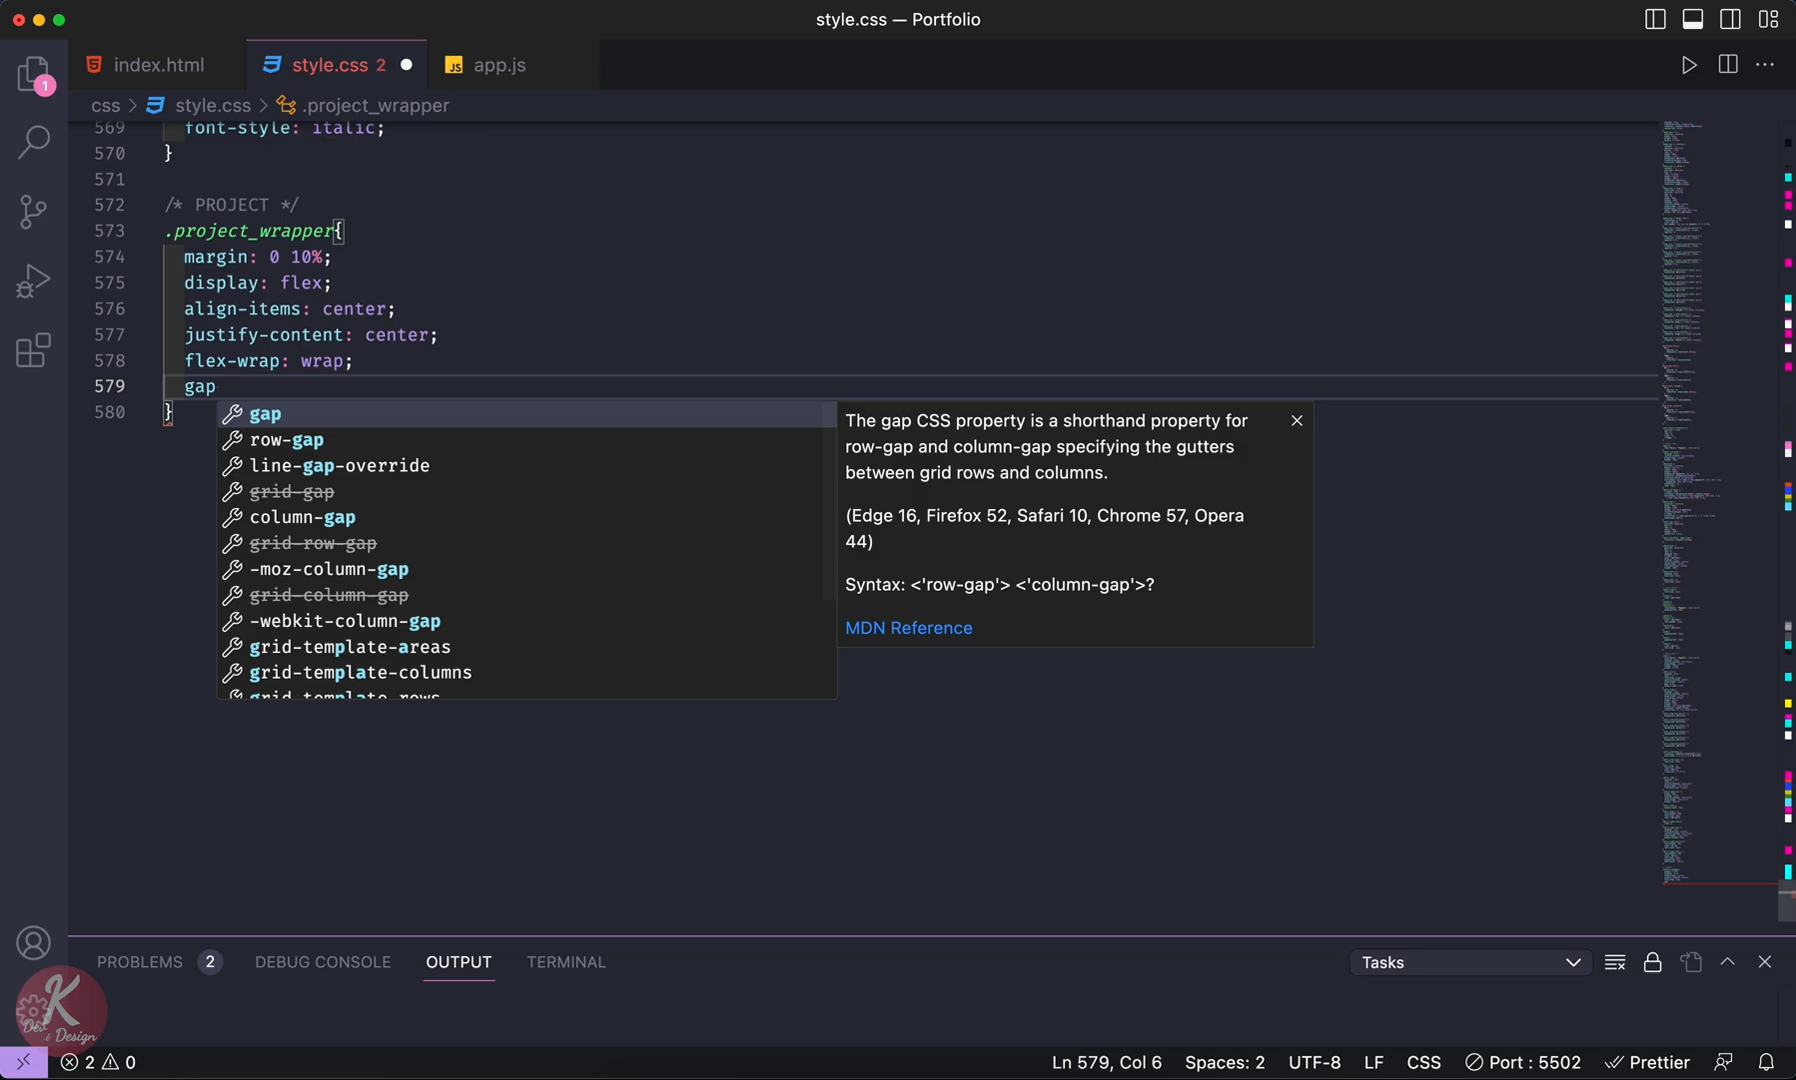 style.css — Portfolio
index.html
style.css 2
JS app.js
1
css > style.css > .project_wrapper
569 font-style: italic;
570 }
571
572 /* PROJECT */
573 .project_wrapper{
574 margin: 0 10%;
575 display: flex;
576 align-items: center;
577 justify-content: center;
578 flex-wrap: wrap;
579 gap
580 }
gap
row-gap
line-gap-override
grid-gap
column-gap
grid-row-gap
-moz-column-gap
grid-column-gap
-webkit-column-gap
grid-template-areas
grid-template-columns
grid-template-rows
The gap CSS property is a shorthand property for
row-gap and column-gap specifying the gutters
between grid rows and columns.
(Edge 16, Firefox 52, Safari 10, Chrome 57, Opera
44)
Syntax: <'row-gap'> <'column-gap'>?
MDN Reference
PROBLEMS 2 DEBUG CONSOLE OUTPUT TERMINAL
Tasks
K
Dev
& Design
2 0
Ln 579, Col 6 Spaces: 2 UTF-8 LF CSS Port : 5502 Prettier